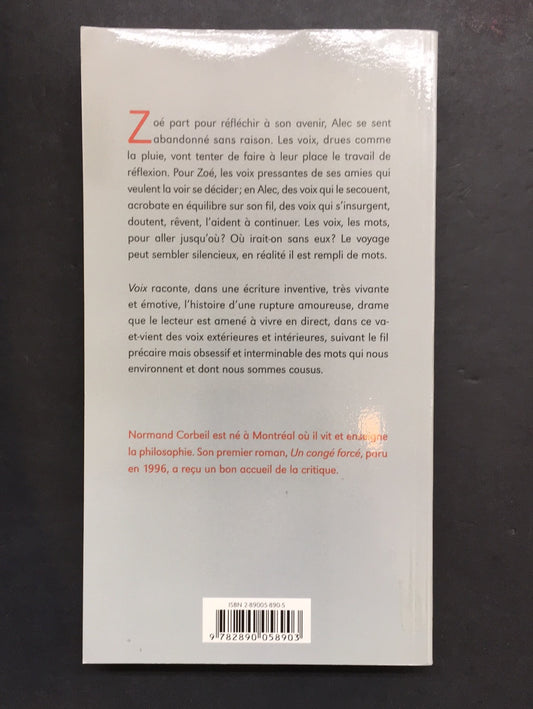 Zoé part pour réfléchir à son avenir, Alec se sent
abandonné sans raison. Les voix, drues comme
la pluie, vont tenter de faire à leur place le travail de
réflexion. Pour Zoé, les voix pressantes de ses amies qui
veulent la voir se décider ; en Alec, des voix qui le secouent,
acrobate en équilibre sur son fil, des voix qui s'insurgent,
doutent, rêvent, l'aident à continuer. Les voix, les mots,
pour aller jusqu'où ? Où irait-on sans eux ? Le voyage
peut sembler silencieux, en réalité il est rempli de mots.
Voix raconte, dans une écriture inventive, très vivante
et émotive, l'histoire d'une rupture amoureuse, drame
que le lecteur est amené à vivre en direct, dans ce va-
et-vient des voix extérieures et intérieures, suivant le fil
précaire mais obsessif et interminable des mots qui nous
environnent et dont nous sommes cousus.
Normand Corbeil est né à Montréal où il vit et enseigne
la philosophie. Son premier roman, Un congé forcé, paru
en 1996, a reçu un bon accueil de la critique.
ISBN 2-89005-890-5
9 782890 058903